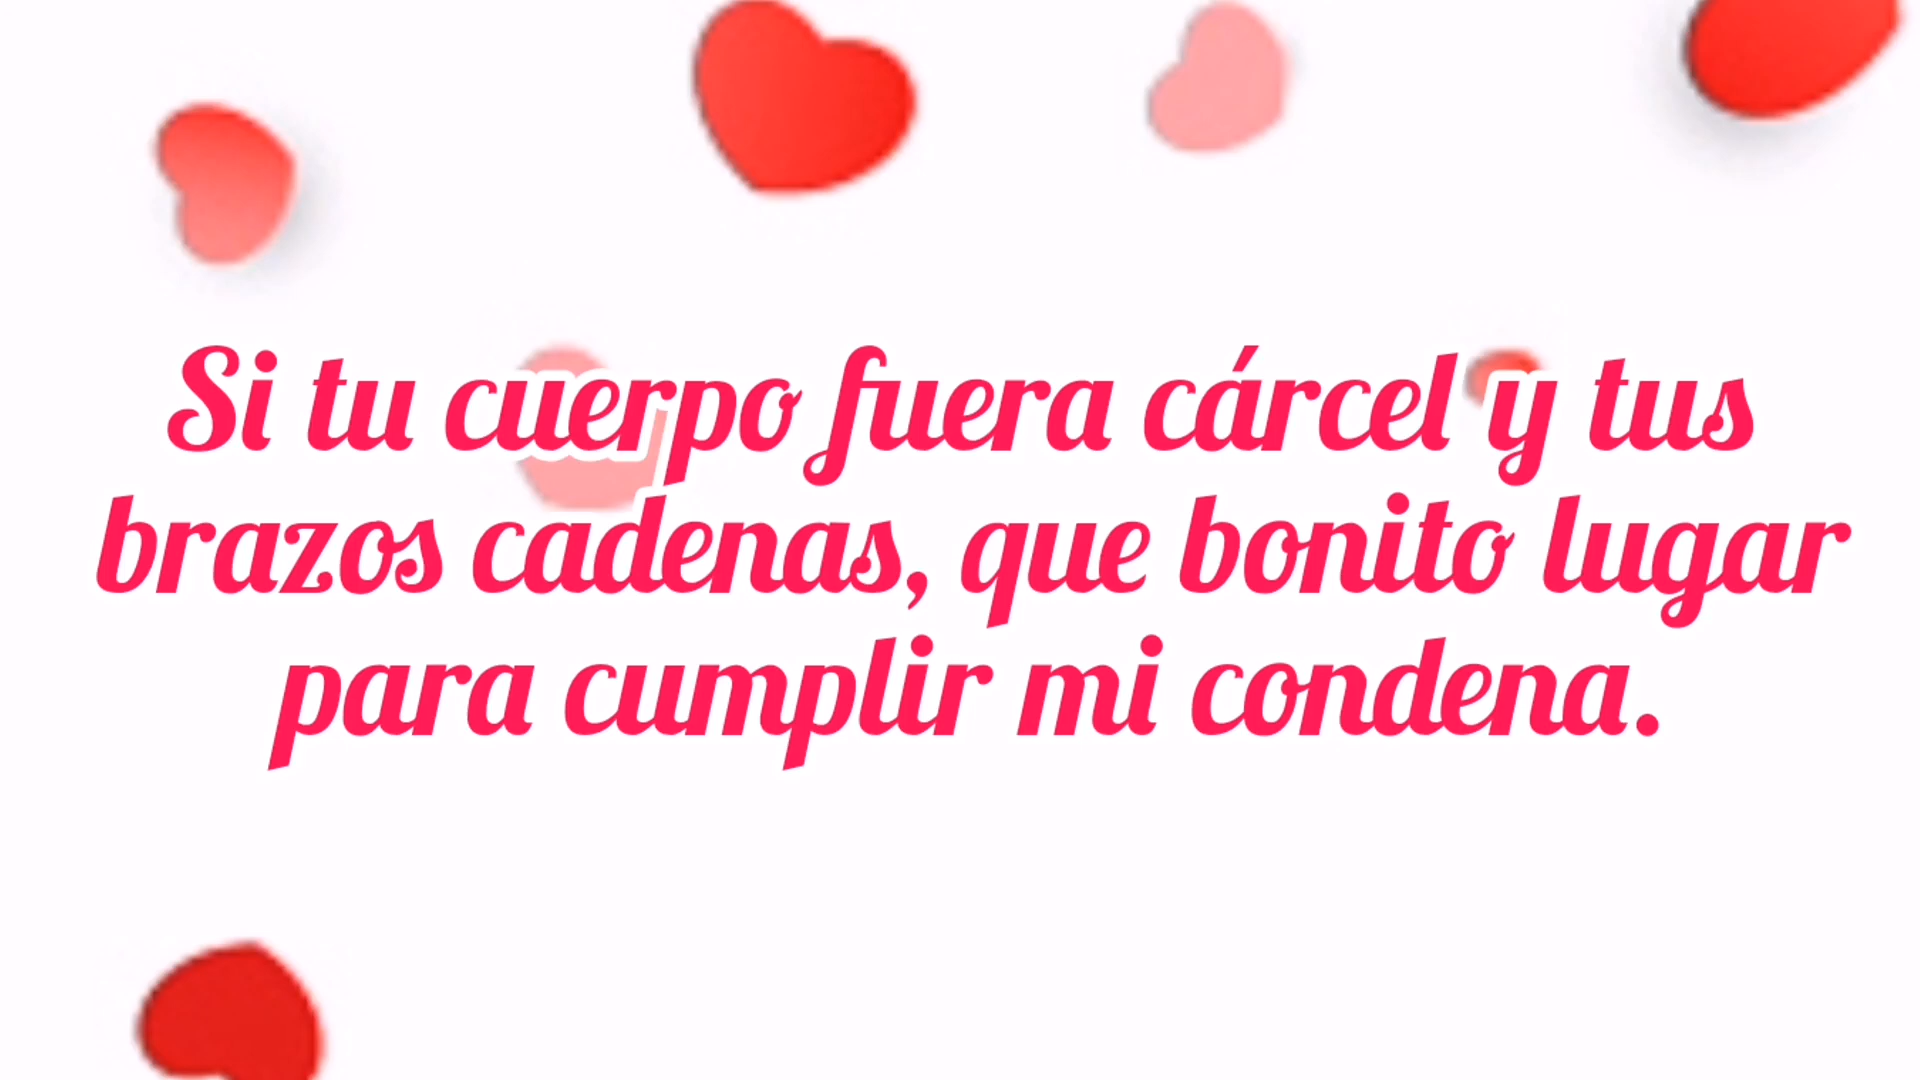 Si tu cuerpo fuera cárcel y tus
brazos cadenas, que bonito lugar
para cumplir mi condena.